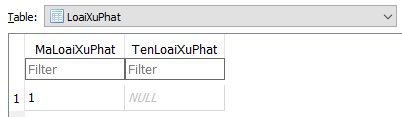 Table: LoaiXuPhat
MaLoaiXuPhat TenLoaiXuPhat
Filter Filter
1 1 NULL